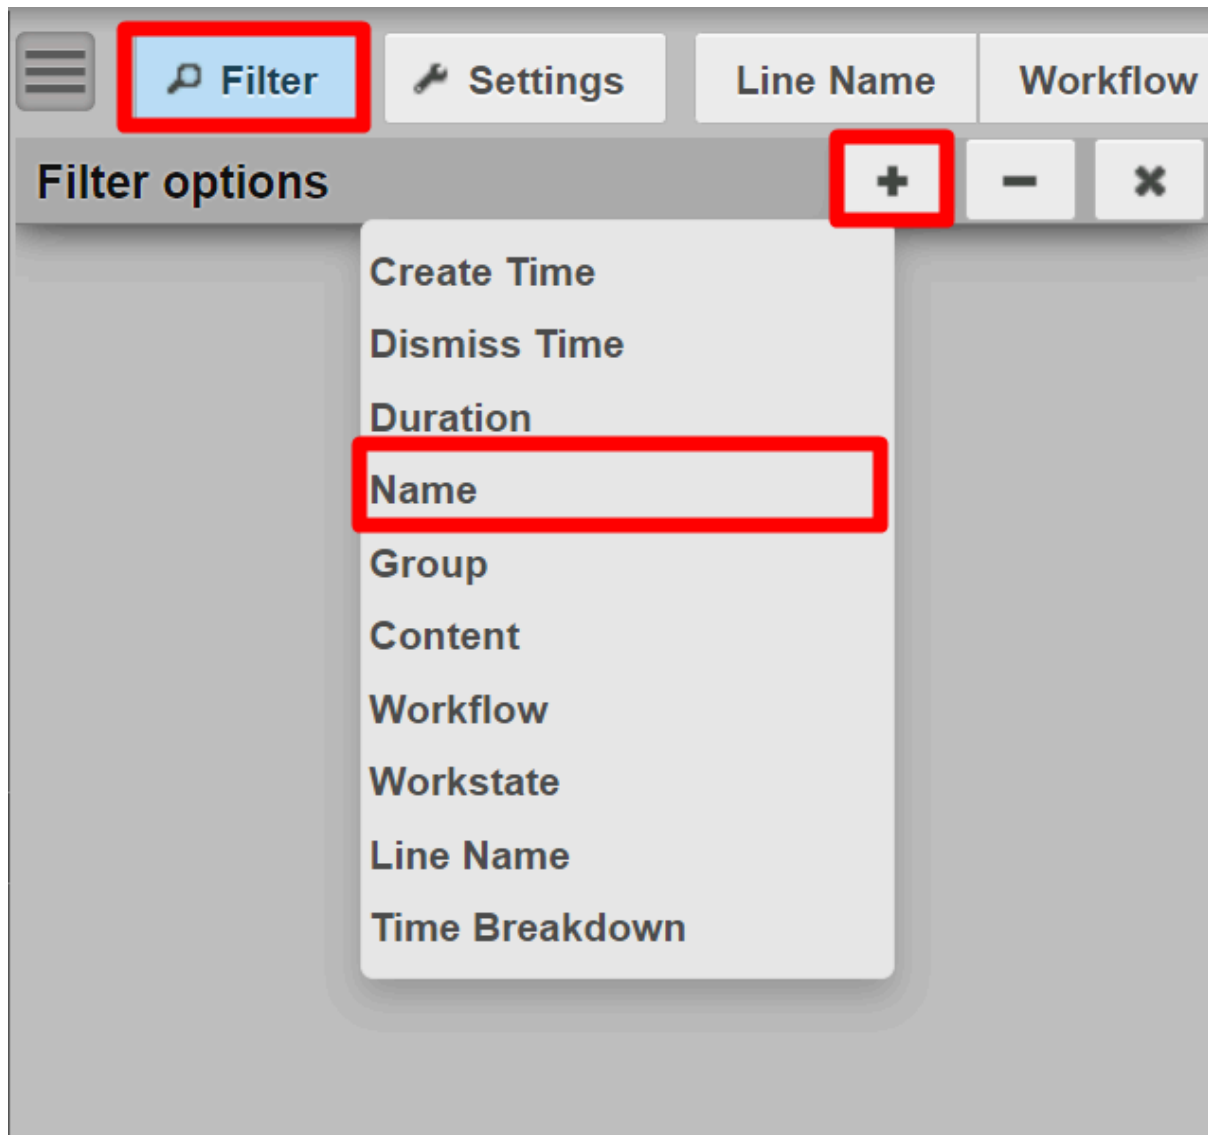 Filter Settings Line Name Workflow
Filter options
Create Time
Dismiss Time
Duration
Name
Group
Content
Workflow
Workstate
Line Name
Time Breakdown